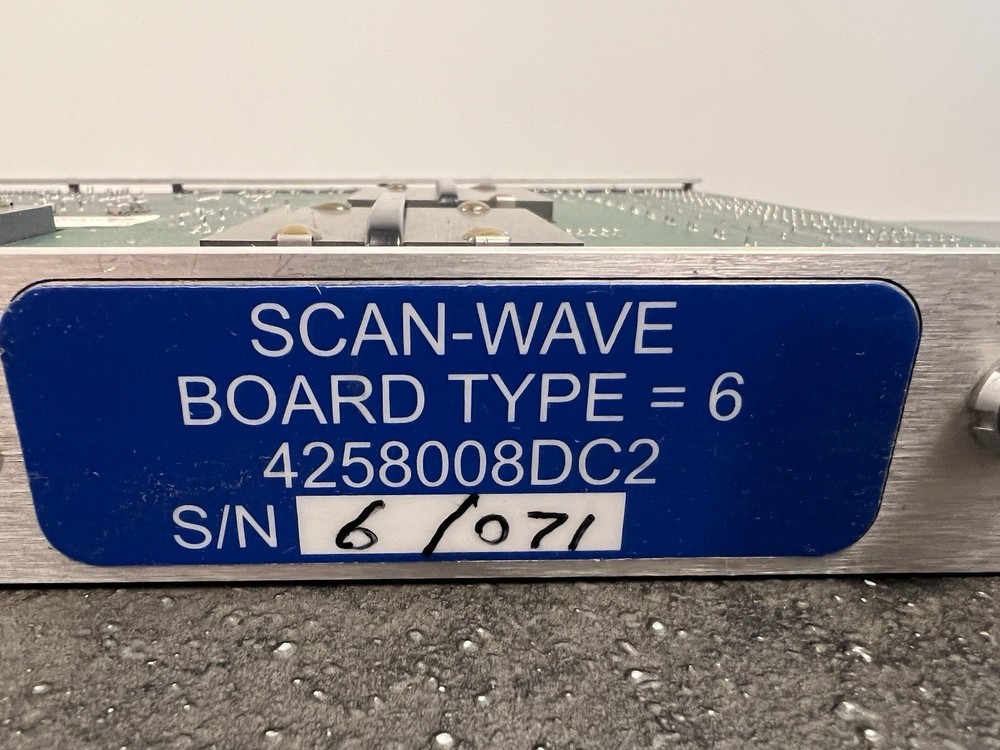 SCAN-WAVE
BOARD TYPE = 6
4258008DC2
S/N 6/071